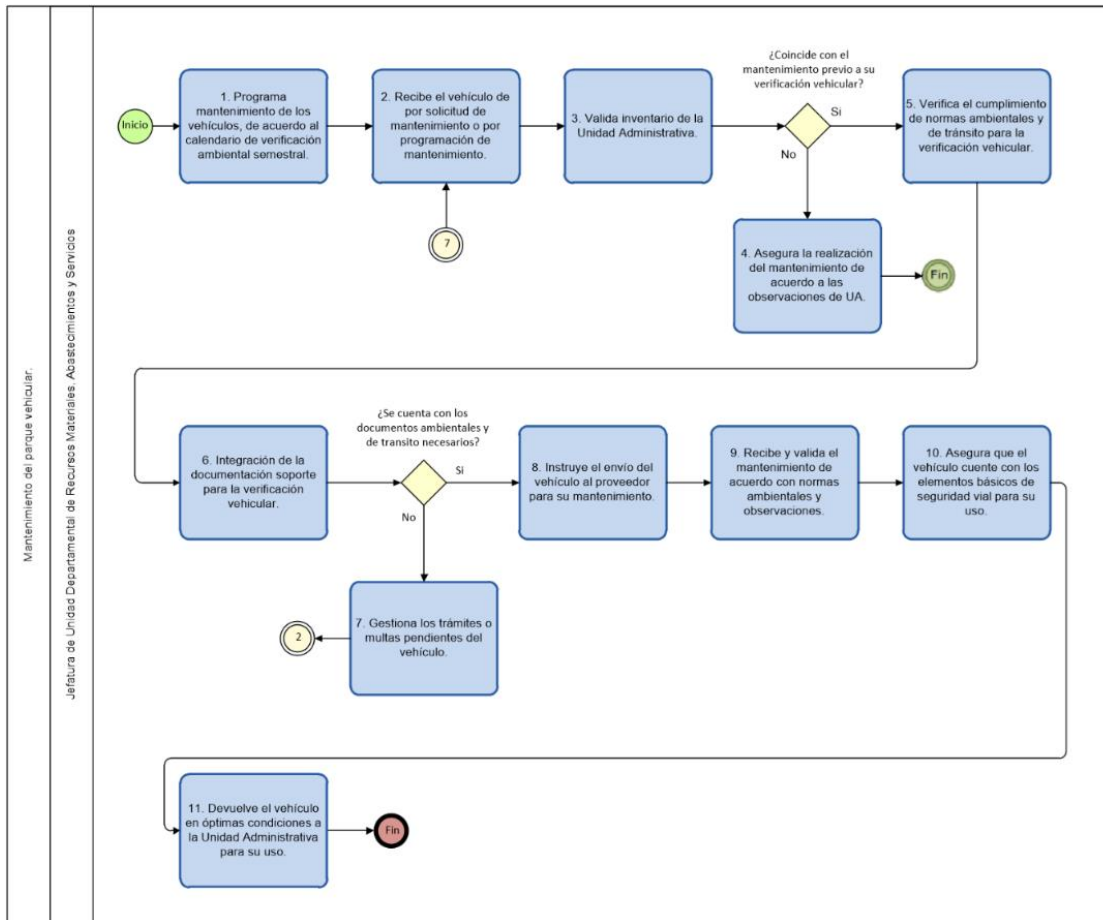 Mantenimiento del parque vehicular.
Jefatura de Unidad Departamental de Recursos Materiales, Abastecimientos y Servicios
Inicio
1. Programa
mantenimiento de los
vehículos, de acuerdo al
calendario de verificación
ambiental semestral.
2. Recibe el vehículo de
por solicitud de
mantenimiento o por
programación de
mantenimiento.
7
3. Valida inventario de la
Unidad Administrativa.
¿Coincide con el
mantenimiento previo a su
verificación vehicular?
Si
No
5. Verifica el cumplimiento
de normas ambientales y
de tránsito para la
verificación vehicular.
4. Asegura la realización
del mantenimiento de
acuerdo a las
observaciones de UA.
Fin
6. Integración de la
documentación soporte
para la verificación
vehicular.
¿Se cuenta con los
documentos ambientales y
de transito necesarios?
Si
No
7. Gestiona los trámites o
multas pendientes del
vehículo.
2
8. Instruye el envío del
vehículo al proveedor
para su mantenimiento.
9. Recibe y valida el
mantenimiento de
acuerdo con normas
ambientales y
observaciones.
10. Asegura que el
vehículo cuente con los
elementos básicos de
seguridad vial para su
uso.
11. Devuelve el vehículo
en óptimas condiciones a
la Unidad Administrativa
para su uso.
Fin